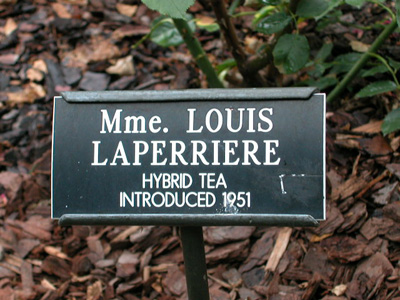 Mme. LOUIS
LAPERRIERE
HYBRID TEA
INTRODUCED 1951